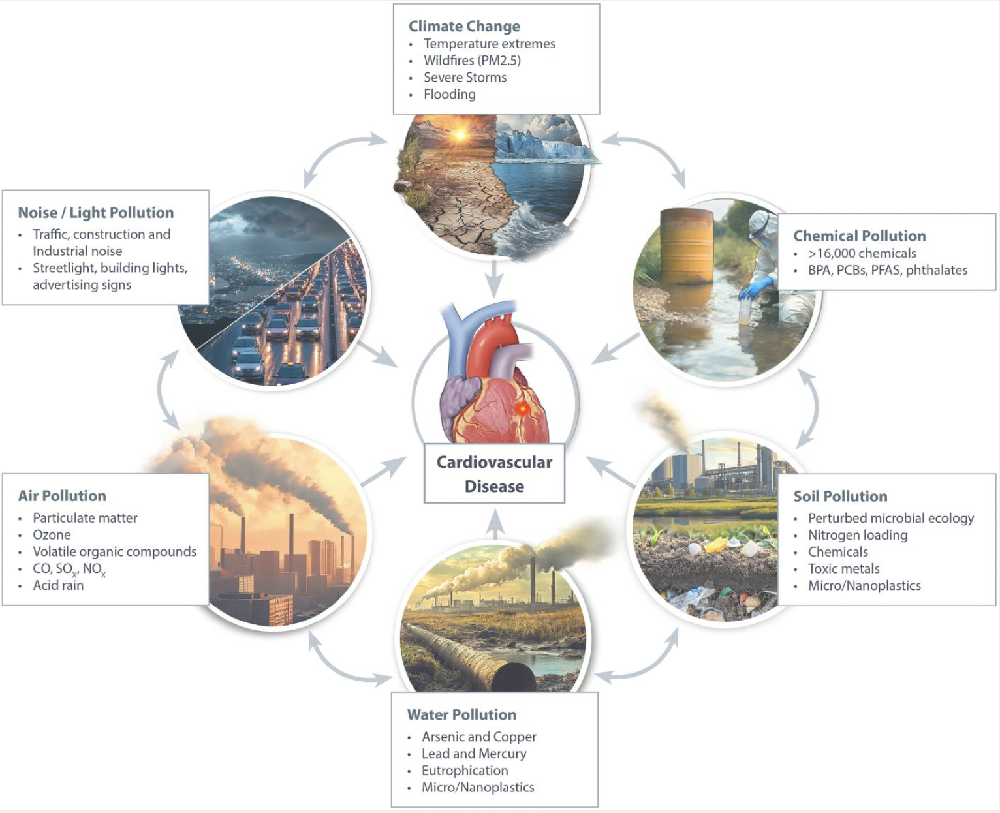 Climate Change
• Temperature extremes
• Wildfires (PM2.5)
• Severe Storms
• Flooding
Noise / Light Pollution
• Traffic, construction and
Industrial noise
• Streetlight, building lights,
advertising signs
Chemical Pollution
• >16,000 chemicals
• BPA, PCBs, PFAS, phthalates
Cardiovascular
Disease
Air Pollution
• Particulate matter
• Ozone
• Volatile organic compounds
• CO, SOx, NOx
• Acid rain
Soil Pollution
• Perturbed microbial ecology
• Nitrogen loading
• Chemicals
• Toxic metals
• Micro/Nanoplastics
Water Pollution
• Arsenic and Copper
• Lead and Mercury
• Eutrophication
• Micro/Nanoplastics